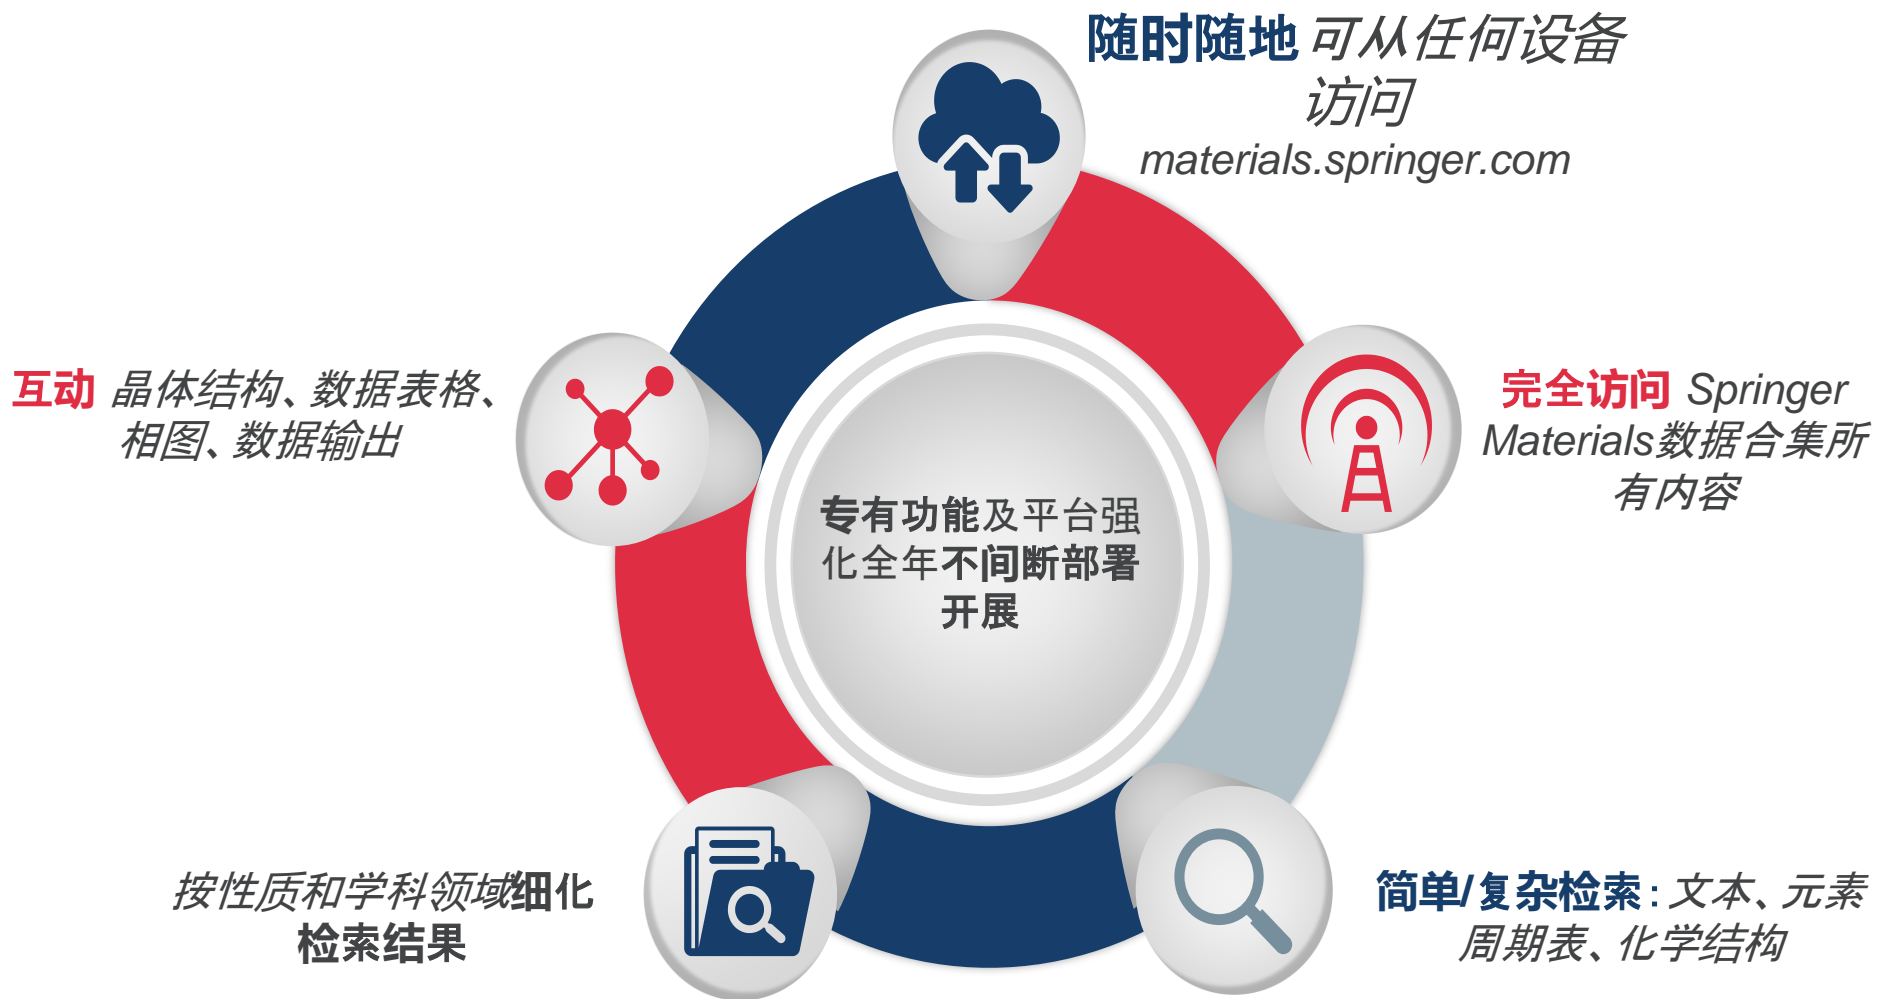 随时随地 可从任何设备
访问
materials.springer.com
互动 晶体结构、数据表格、
相图、数据输出
完全访问 Springer
Materials数据合集所
有内容
专有功能及平台强
化全年不间断部署
开展
按性质和学科领域细化
检索结果
简单/复杂检索：文本、元素
周期表、化学结构